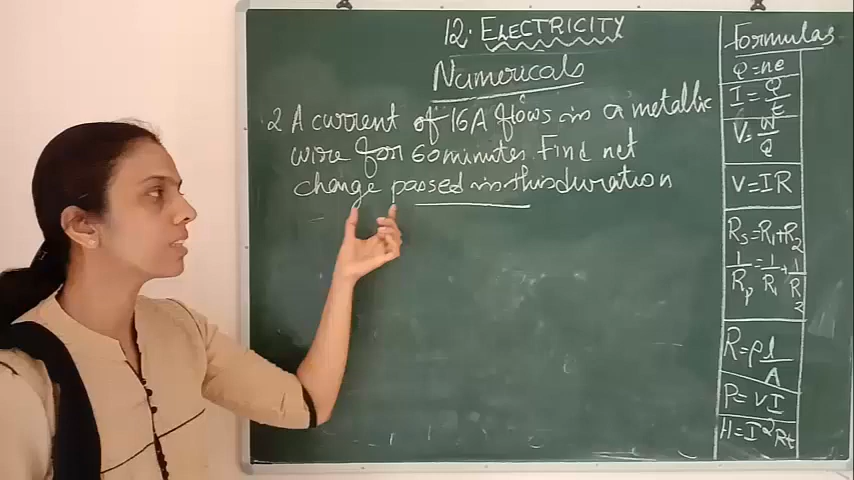 12. ELECTRICITY
Numericals
2 A current of 16A flows in a metallic
wire for 60 minutes. Find net
change passed in this duration
Formulas
Q=ne
I = Q/t
V = W/Q
V=IR
Rs=R1+R2
1/Rp=1/R1+1/R2
R=ρl/A
P= VI
H=I²Rt